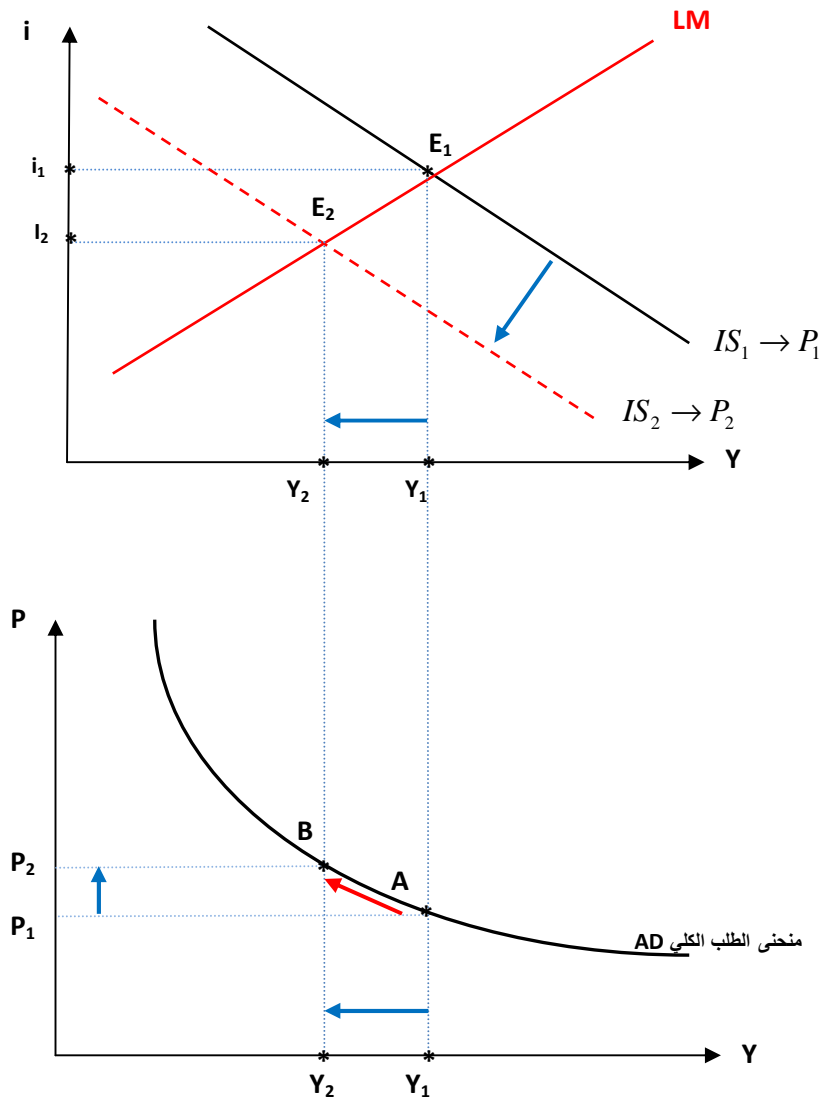 i
LM
E₁
i₁
E₂
I₂
IS₁ → P₁
IS₂ → P₂
Y
Y₂
Y₁
P
B
P₂
A
P₁
منحنى الطلب الكلي AD
Y
Y₂
Y₁